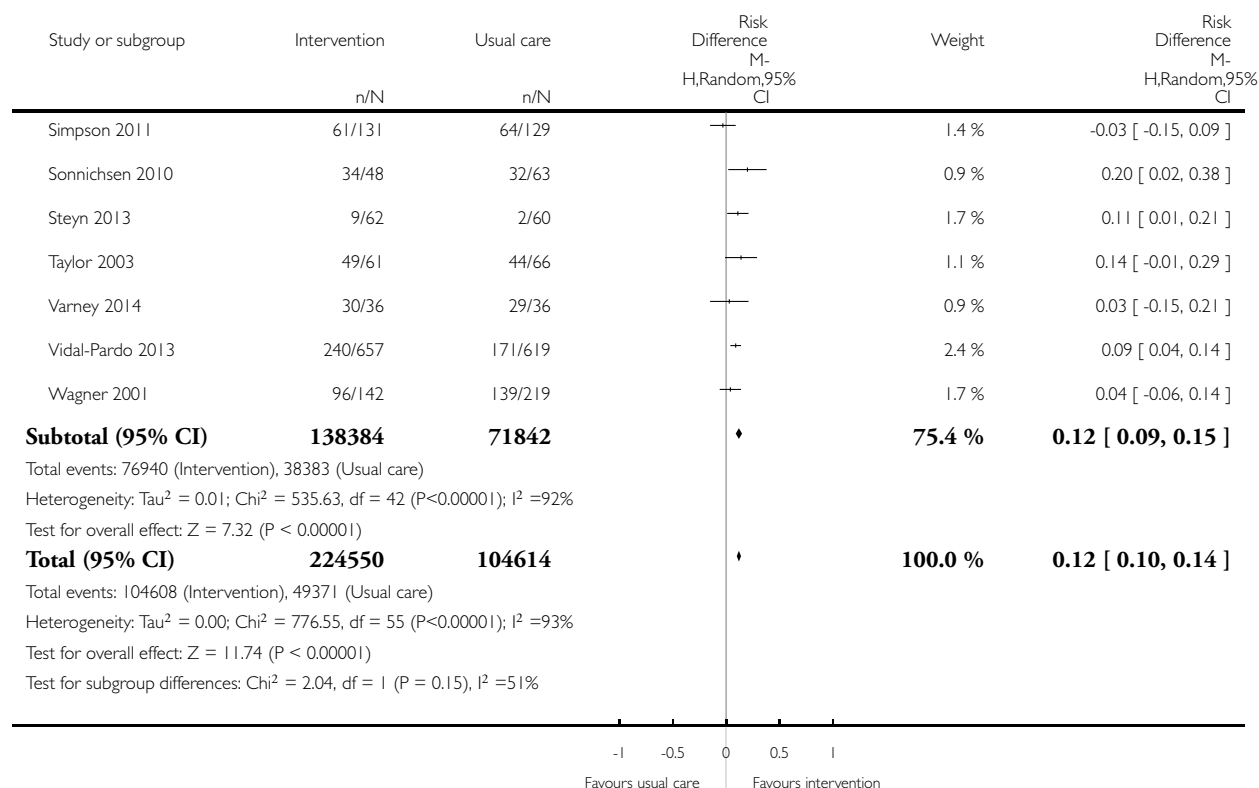 Study or subgroup Intervention Usual care Risk Difference Weight Risk Difference
n/N n/N M-H,Random,95% CI M-H,Random,95% CI
Simpson 2011 61/131 64/129 1.4 % -0.03 [ -0.15, 0.09 ]
Sonnichsen 2010 34/48 32/63 0.9 % 0.20 [ 0.02, 0.38 ]
Steyn 2013 9/62 2/60 1.7 % 0.11 [ 0.01, 0.21 ]
Taylor 2003 49/61 44/66 1.1 % 0.14 [ -0.01, 0.29 ]
Varney 2014 30/36 29/36 0.9 % 0.03 [ -0.15, 0.21 ]
Vidal-Pardo 2013 240/657 171/619 2.4 % 0.09 [ 0.04, 0.14 ]
Wagner 2001 96/142 139/219 1.7 % 0.04 [ -0.06, 0.14 ]
Subtotal (95% CI) 138384 71842 75.4 % 0.12 [ 0.09, 0.15 ]
Total events: 76940 (Intervention), 38383 (Usual care)
Heterogeneity: Tau² = 0.01; Chi² = 535.63, df = 42 (P<0.00001); I² =92%
Test for overall effect: Z = 7.32 (P < 0.00001)
Total (95% CI) 224550 104614 100.0 % 0.12 [ 0.10, 0.14 ]
Total events: 104608 (Intervention), 49371 (Usual care)
Heterogeneity: Tau² = 0.00; Chi² = 776.55, df = 55 (P<0.00001); I² =93%
Test for overall effect: Z = 11.74 (P < 0.00001)
Test for subgroup differences: Chi² = 2.04, df = 1 (P = 0.15), I² =51%
-1 -0.5 0 0.5 1
Favours usual care Favours intervention